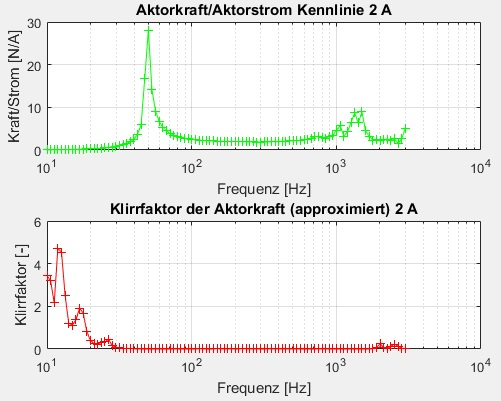 Aktorkraft/Aktorstrom Kennlinie 2 A
Kraft/Strom [N/A]
30
20
10
0
10^1 10^2 10^3 10^4
Frequenz [Hz]
Klirrfaktor der Aktorkraft (approximiert) 2 A
Klirrfaktor [-]
6
4
2
0
10^1 10^2 10^3 10^4
Frequenz [Hz]